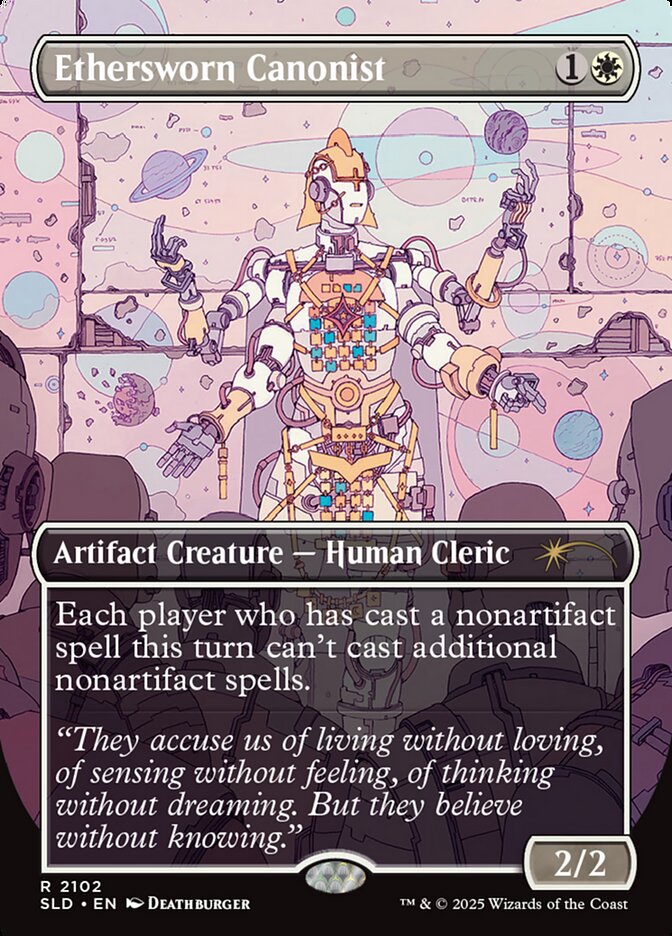 Ethersworn Canonist 1
Artifact Creature — Human Cleric
Each player who has cast a nonartifact
spell this turn can’t cast additional
nonartifact spells.
“They accuse us of living without loving,
of sensing without feeling, of thinking
without dreaming. But they believe
without knowing.”
2/2
R 2102
SLD • EN DEATHBURGER
™ & © 2025 Wizards of the Coast